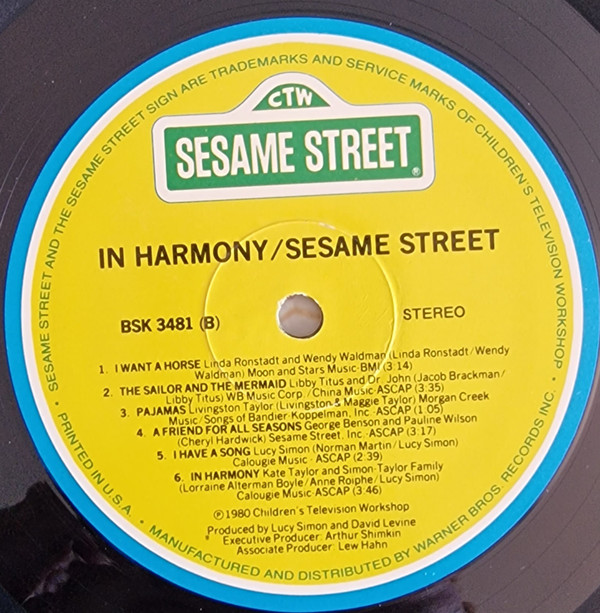 SESAME STREET AND THE SESAME STREET SIGN ARE TRADEMARKS AND SERVICE MARKS OF CHILDREN'S TELEVISION WORKSHOP •
CTW
SESAME STREET®
IN HARMONY/SESAME STREET
BSK 3481 (B)
STEREO
1. I WANT A HORSE Linda Ronstadt and Wendy Waldman (Linda Ronstadt/Wendy
Waldman) Moon and Stars Music-BMI (3:14)
2. THE SAILOR AND THE MERMAID Libby Titus and Dr. John (Jacob Brackman/
Libby Titus) WB Music Corp./China Music-ASCAP (3:35)
3. PAJAMAS Livingston Taylor (Livingston & Maggie Taylor) Morgan Creek
Music/Songs of Bandier-Koppelman, Inc.-ASCAP (1:05)
4. A FRIEND FOR ALL SEASONS George Benson and Pauline Wilson
(Cheryl Hardwick) Sesame Street, Inc.-ASCAP (3:17)
5. I HAVE A SONG Lucy Simon (Norman Martin/Lucy Simon)
Calougie Music-ASCAP (2:39)
6. IN HARMONY Kate Taylor and Simon-Taylor Family
(Lorraine Alterman Boyle/Anne Roiphe/Lucy Simon)
Calougie Music-ASCAP (3:46)
℗1980 Children's Television Workshop
Produced by Lucy Simon and David Levine
Executive Producer: Arthur Shimkin
Associate Producer: Lew Hahn
• PRINTED IN U.S.A. • MANUFACTURED AND DISTRIBUTED BY WARNER BROS. RECORDS INC. •